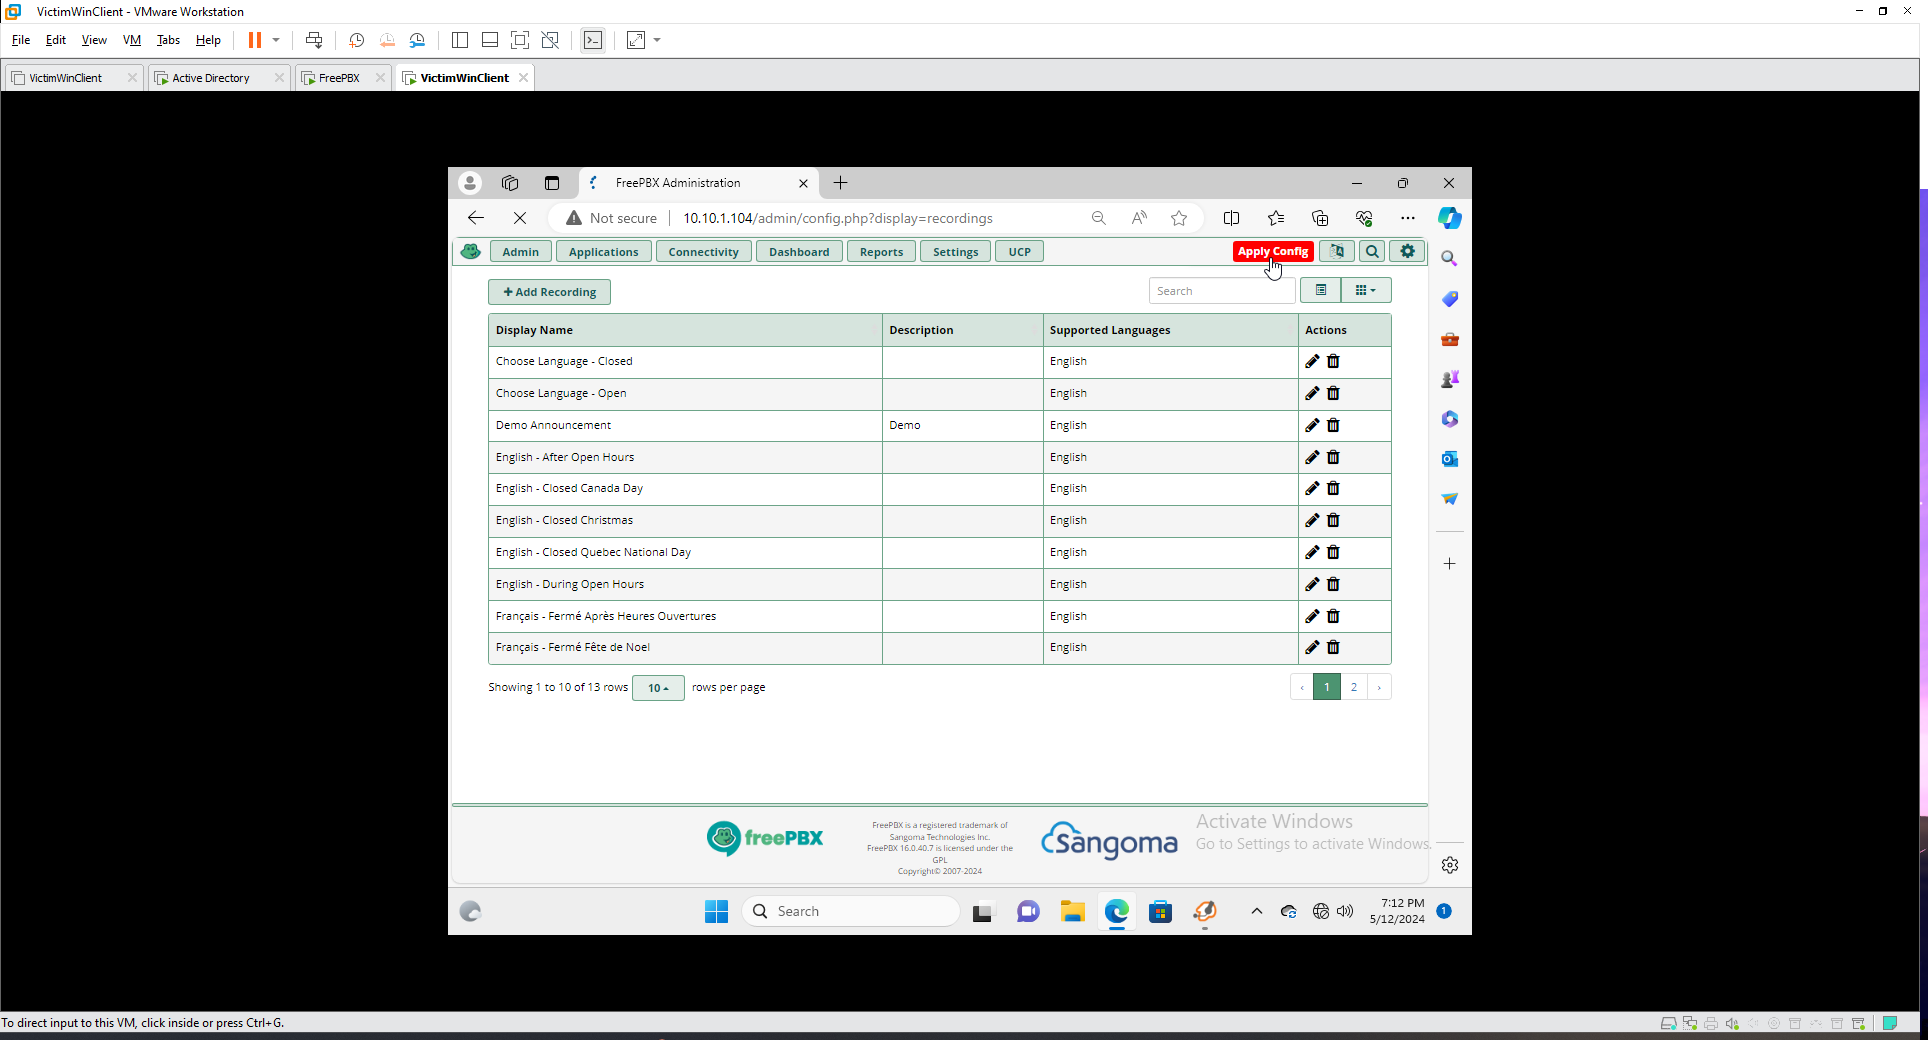 VictimWinClient - VMware Workstation
File Edit View VM Tabs Help
VictimWinClient Active Directory FreePBX VictimWinClient
FreePBX Administration
Not secure 10.10.1.104/admin/config.php?display=recordings
Admin Applications Connectivity Dashboard Reports Settings UCP Apply Config
+ Add Recording Search
Display Name Description Supported Languages Actions
Choose Language - Closed English
Choose Language - Open English
Demo Announcement Demo English
English - After Open Hours English
English - Closed Canada Day English
English - Closed Christmas English
English - Closed Quebec National Day English
English - During Open Hours English
Français - Fermé Après Heures Ouvertures English
Français - Fermé Fête de Noel English
Showing 1 to 10 of 13 rows 10 rows per page ‹ 1 2 ›
freePBX
FreePBX is a registered trademark of
Sangoma Technologies Inc.
FreePBX 16.0.40.7 is licensed under the
GPL
Copyright© 2007-2024
Sangoma
Activate Windows
Go to Settings to activate Windows.
Search
7:12 PM
5/12/2024
1
To direct input to this VM, click inside or press Ctrl+G.